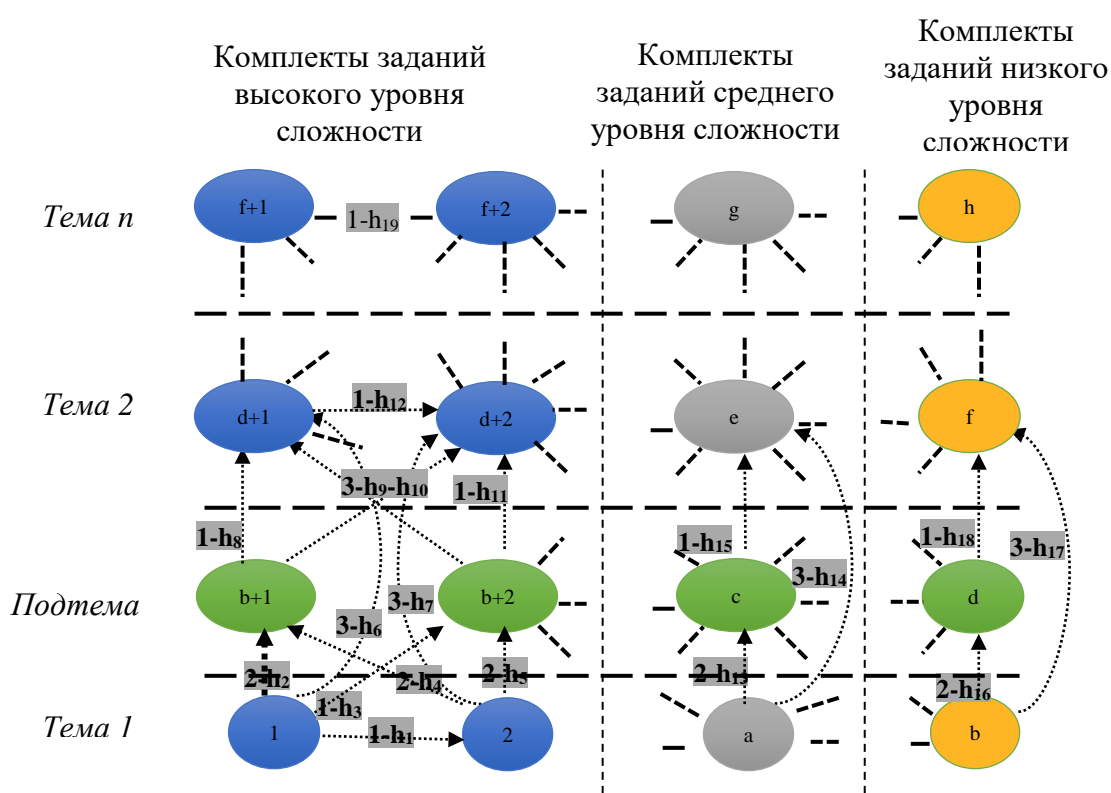 Комплекты заданий
высокого уровня
сложности
Комплекты
заданий среднего
уровня сложности
Комплекты
заданий низкого
уровня
сложности
Тема n
f+1
1-h19
f+2
g
h
Тема 2
d+1
1-h12
d+2
e
f
3-h9-h10
1-h11
1-h8
1-h15
1-h18
3-h17
Подтема
b+1
3-h7
b+2
c
3-h14
d
3-h6
2-h2
2-h4
2-h5
2-h13
2-h16
1-h3
Тема 1
1
1-h1
2
a
b